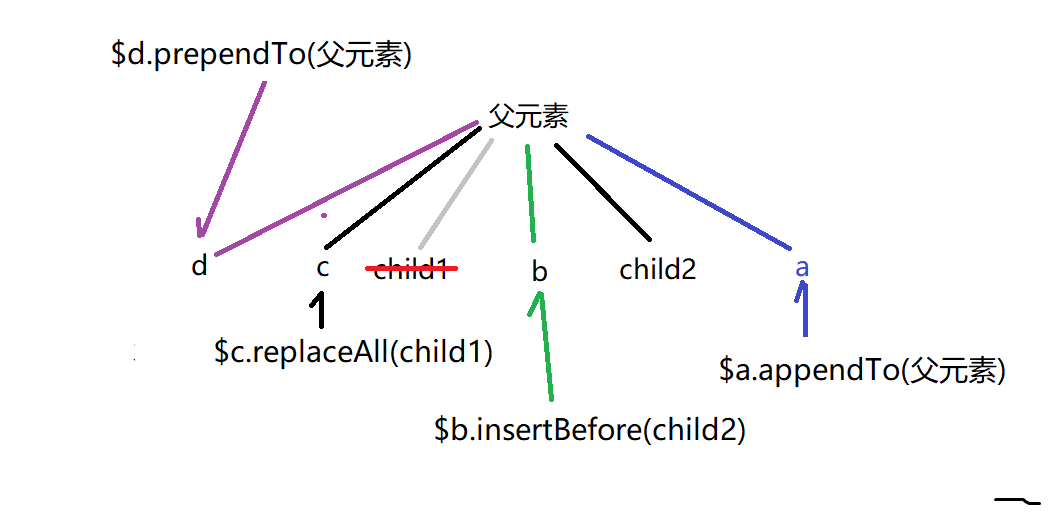 $d.prependTo(父元素)
父元素
d
c
child1
b
child2
a
$c.replaceAll(child1)
$a.appendTo(父元素)
$b.insertBefore(child2)